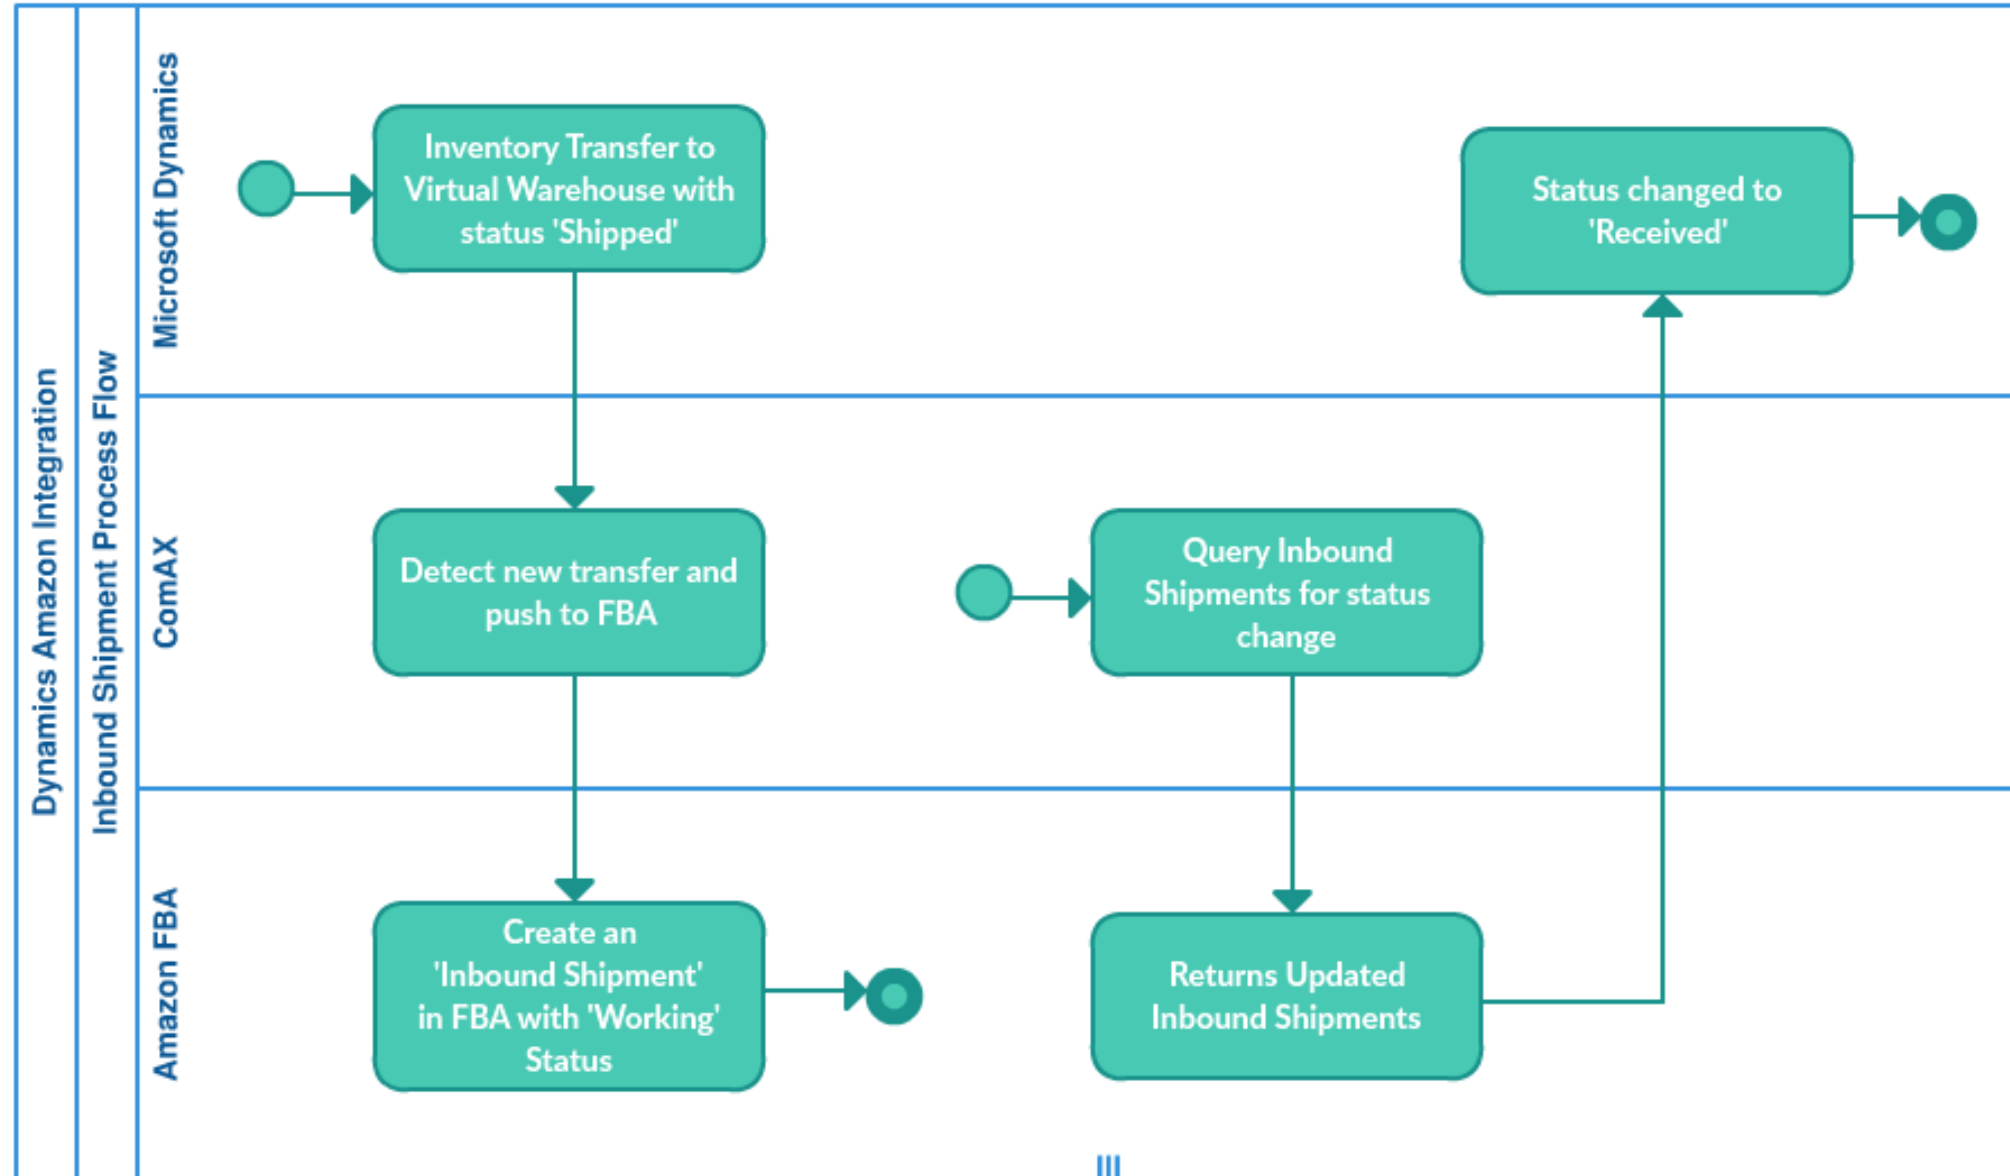 Dynamics Amazon Integration
Inbound Shipment Process Flow
Microsoft Dynamics
Inventory Transfer to
Virtual Warehouse with
status 'Shipped'
Status changed to
'Received'
ComAX
Detect new transfer and
push to FBA
Query Inbound
Shipments for status
change
Amazon FBA
Create an
'Inbound Shipment'
in FBA with 'Working'
Status
Returns Updated
Inbound Shipments